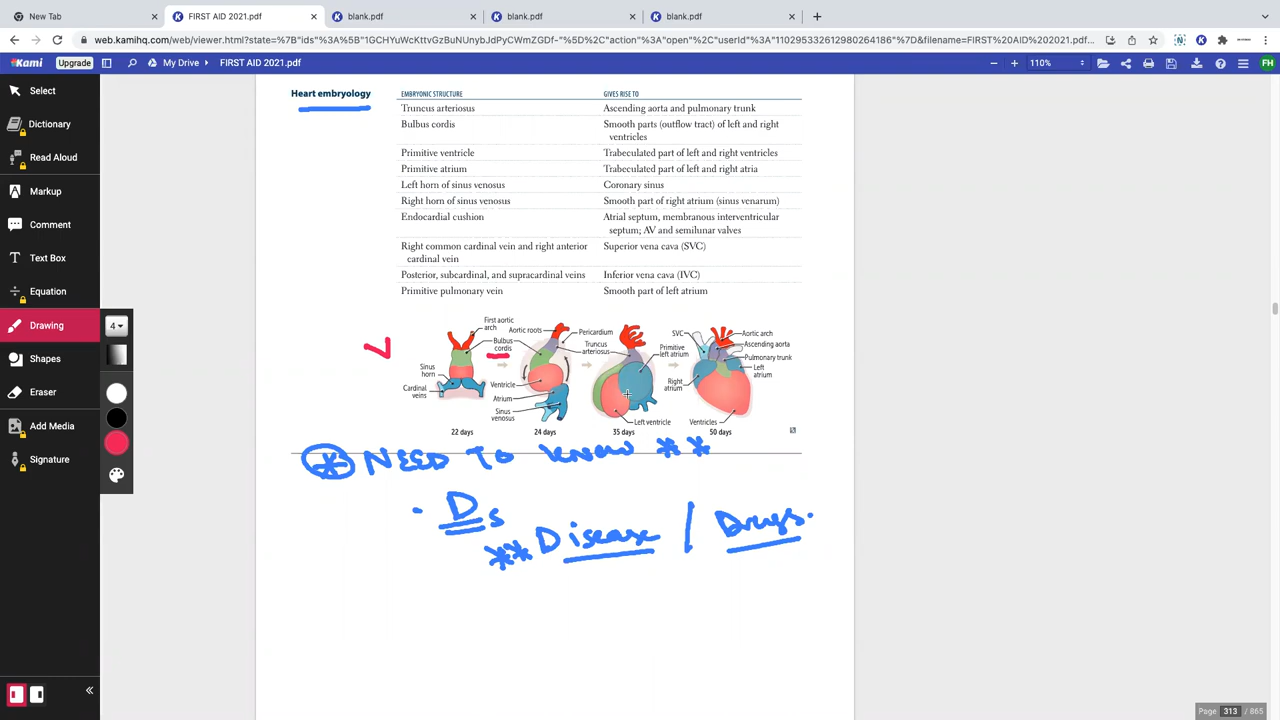 New Tab
FIRST AID 2021.pdf
blank.pdf
blank.pdf
blank.pdf
web.kamihq.com/web/viewer.html?state=%7B"ids"%3A%5B"1GCHYuWcKttvGzBuNUnybJdPyCWmZGDf-"%5D%2C"action"%3A"open"%2C"userId"%3A"110295332612980264186"%7D&filename=FIRST%20AID%202021.pdf...
Kami
Upgrade
My Drive
FIRST AID 2021.pdf
110%
FH
Select
Dictionary
Read Aloud
Markup
Comment
Text Box
Equation
Drawing
Shapes
Eraser
Add Media
Signature
4
Heart embryology
EMBRYONIC STRUCTURE GIVES RISE TO
Truncus arteriosus Ascending aorta and pulmonary trunk
Bulbus cordis Smooth parts (outflow tract) of left and right
ventricles
Primitive ventricle Trabeculated part of left and right ventricles
Primitive atrium Trabeculated part of left and right atria
Left horn of sinus venosus Coronary sinus
Right horn of sinus venosus Smooth part of right atrium (sinus venarum)
Endocardial cushion Atrial septum, membranous interventricular
septum; AV and semilunar valves
Right common cardinal vein and right anterior Superior vena cava (SVC)
cardinal vein
Posterior, subcardinal, and supracardinal veins Inferior vena cava (IVC)
Primitive pulmonary vein Smooth part of left atrium
First aortic
arch
Bulbus
cordis
Sinus
horn
Cardinal
veins
22 days
Aortic roots
Pericardium
Truncus
arteriosus
Ventricle
Atrium
Sinus
venosus
24 days
Primitive
left atrium
Left ventricle
35 days
SVC
Aortic arch
Ascending aorta
Pulmonary trunk
Left
atrium
Right
atrium
Ventricles
50 days
* NEED To know **
· Ds
** Disease | Drugs.
Page 313 / 865